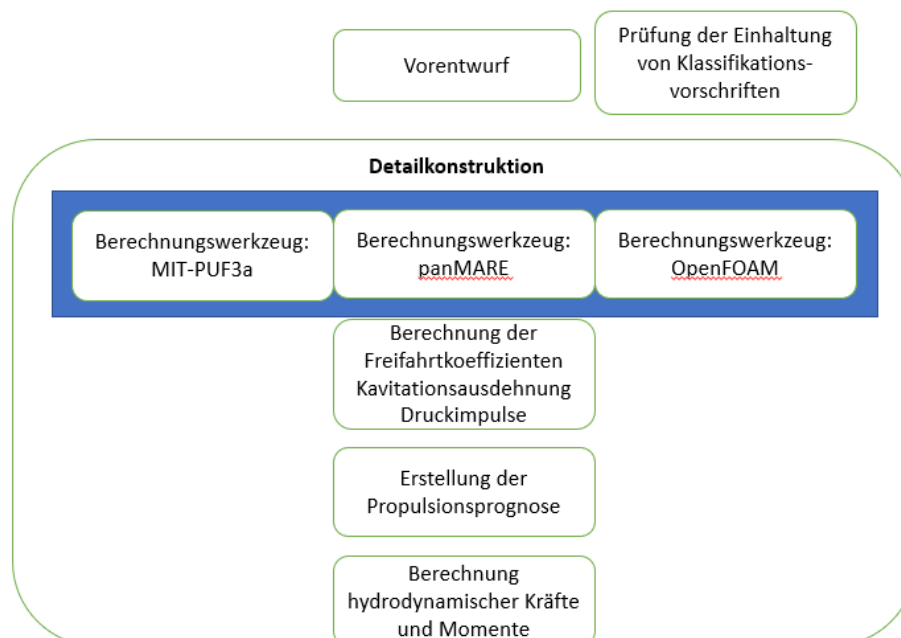 Vorentwurf
Prüfung der Einhaltung
von Klassifikations-
vorschriften
Detailkonstruktion
Berechnungswerkzeug:
MIT-PUF3a
Berechnungswerkzeug:
panMARE
Berechnungswerkzeug:
OpenFOAM
Berechnung der
Freifahrtkoeffizienten
Kavitationsausdehnung
Druckimpulse
Erstellung der
Propulsionsprognose
Berechnung
hydrodynamischer Kräfte
und Momente